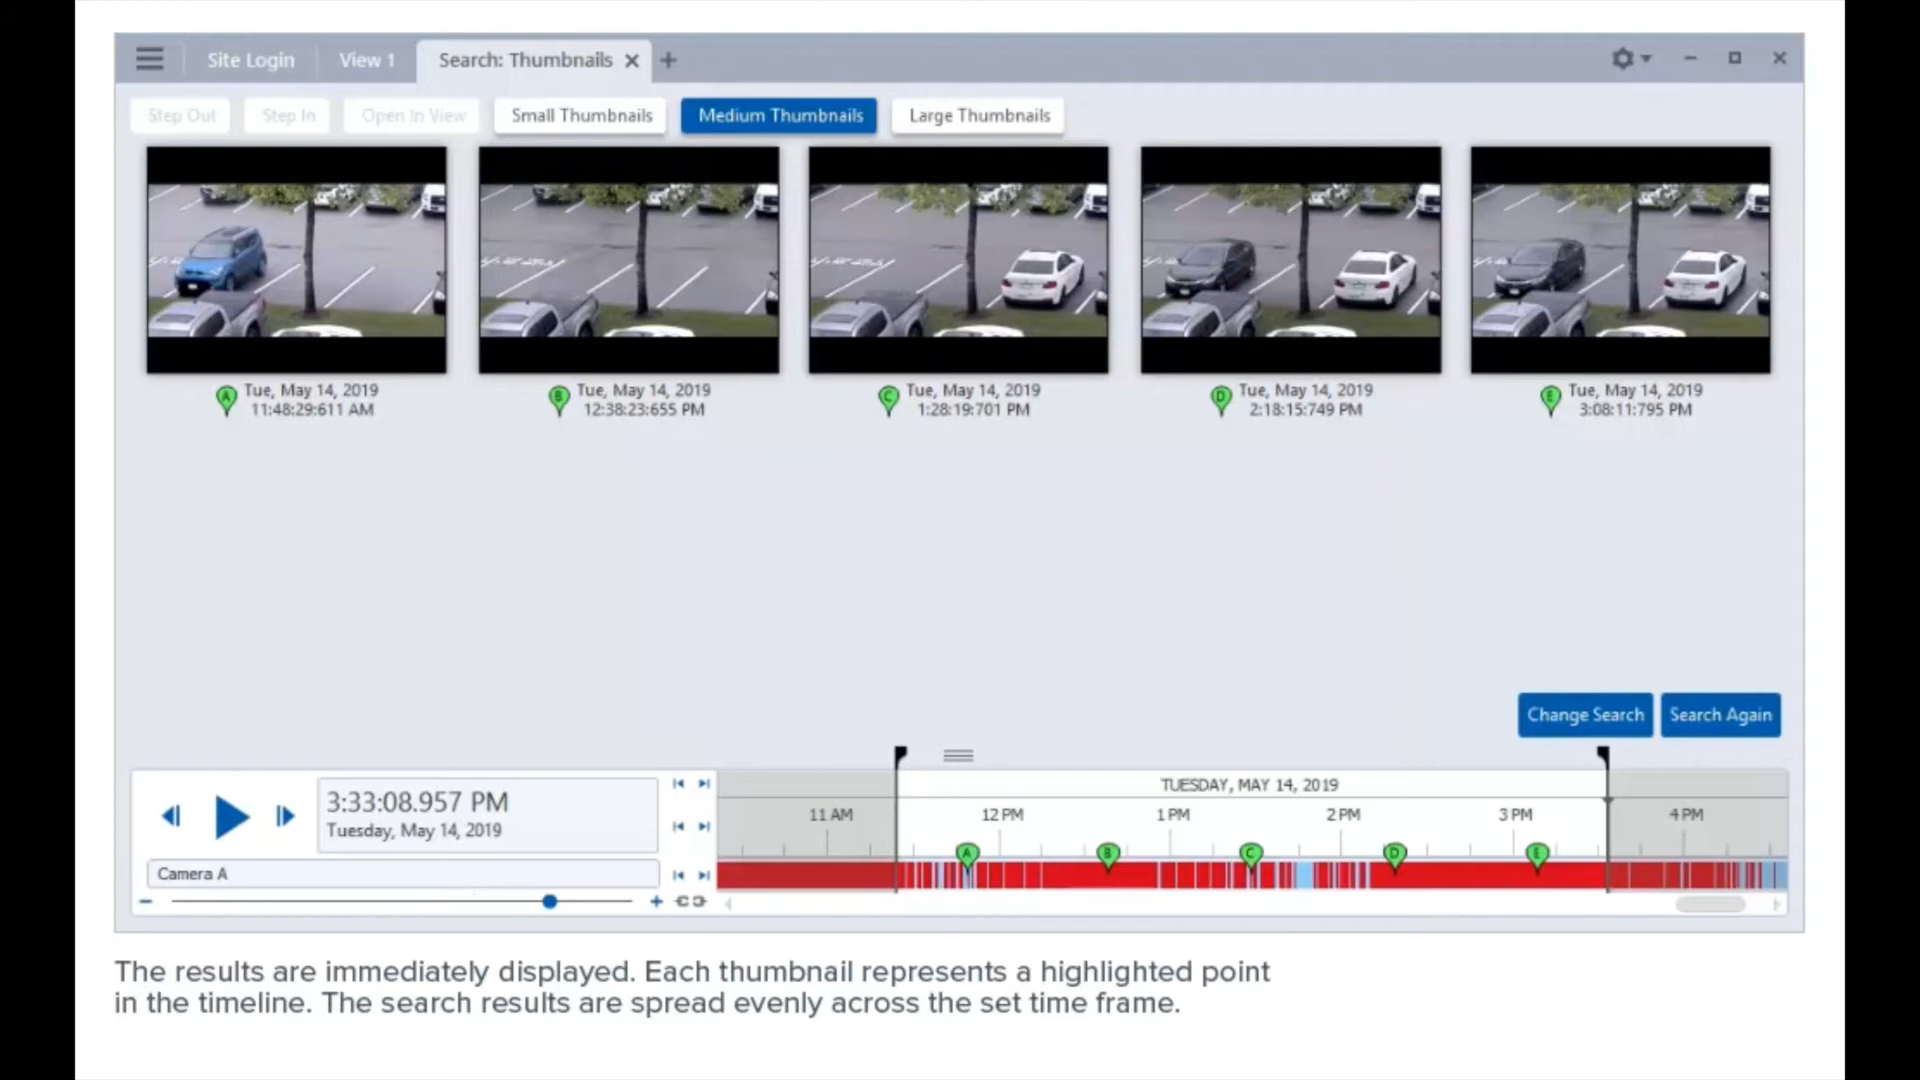 Site Login
View 1
Search: Thumbnails
Step Out
Step In
Open In View
Small Thumbnails
Medium Thumbnails
Large Thumbnails
A Tue, May 14, 2019
11:48:29:611 AM
B Tue, May 14, 2019
12:38:23:655 PM
C Tue, May 14, 2019
1:28:19:701 PM
D Tue, May 14, 2019
2:18:15:749 PM
E Tue, May 14, 2019
3:08:11:795 PM
Change Search
Search Again
3:33:08.957 PM
Tuesday, May 14, 2019
Camera A
TUESDAY, MAY 14, 2019
11 AM 12 PM 1 PM 2 PM 3 PM 4 PM
A B C D E
The results are immediately displayed. Each thumbnail represents a highlighted point
in the timeline. The search results are spread evenly across the set time frame.